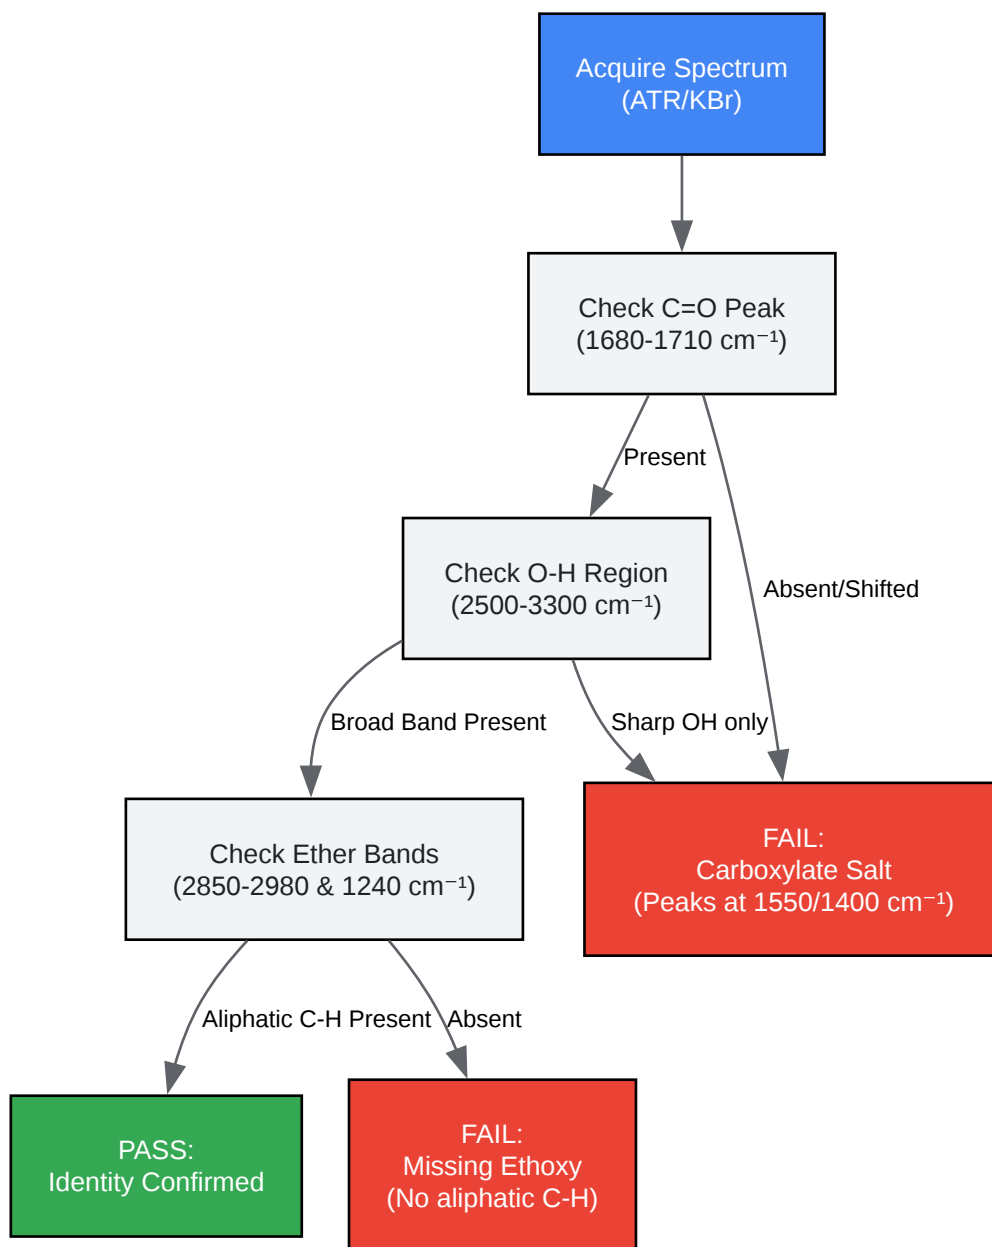 Acquire Spectrum
(ATR/KBr)
Check C=O Peak
(1680-1710 cm⁻¹)
Present
Absent/Shifted
Check O-H Region
(2500-3300 cm⁻¹)
Broad Band Present
Sharp OH only
Check Ether Bands
(2850-2980 & 1240 cm⁻¹)
FAIL:
Carboxylate Salt
(Peaks at 1550/1400 cm⁻¹)
Aliphatic C-H Present
Absent
PASS:
Identity Confirmed
FAIL:
Missing Ethoxy
(No aliphatic C-H)